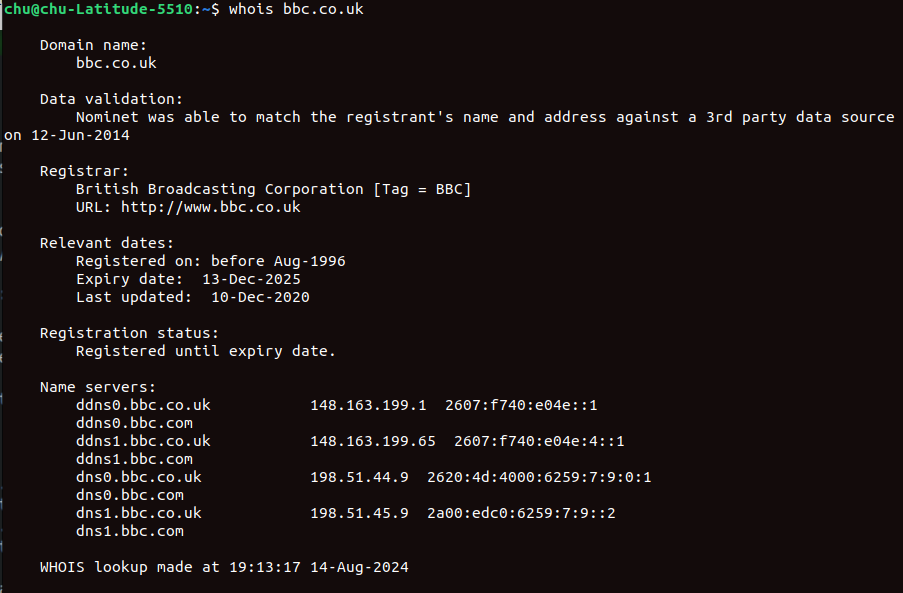 chu@chu-Latitude-5510:~$ whois bbc.co.uk
Domain name:
bbc.co.uk
Data validation:
Nominet was able to match the registrant's name and address against a 3rd party data source
on 12-Jun-2014
Registrar:
British Broadcasting Corporation [Tag = BBC]
URL: http://www.bbc.co.uk
Relevant dates:
Registered on: before Aug-1996
Expiry date:  13-Dec-2025
Last updated:  10-Dec-2020
Registration status:
Registered until expiry date.
Name servers:
ddns0.bbc.co.uk           148.163.199.1  2607:f740:e04e::1
ddns0.bbc.com
ddns1.bbc.co.uk           148.163.199.65  2607:f740:e04e:4::1
ddns1.bbc.com
dns0.bbc.co.uk            198.51.44.9  2620:4d:4000:6259:7:9:0:1
dns0.bbc.com
dns1.bbc.co.uk            198.51.45.9  2a00:edc0:6259:7:9::2
dns1.bbc.com
WHOIS lookup made at 19:13:17 14-Aug-2024